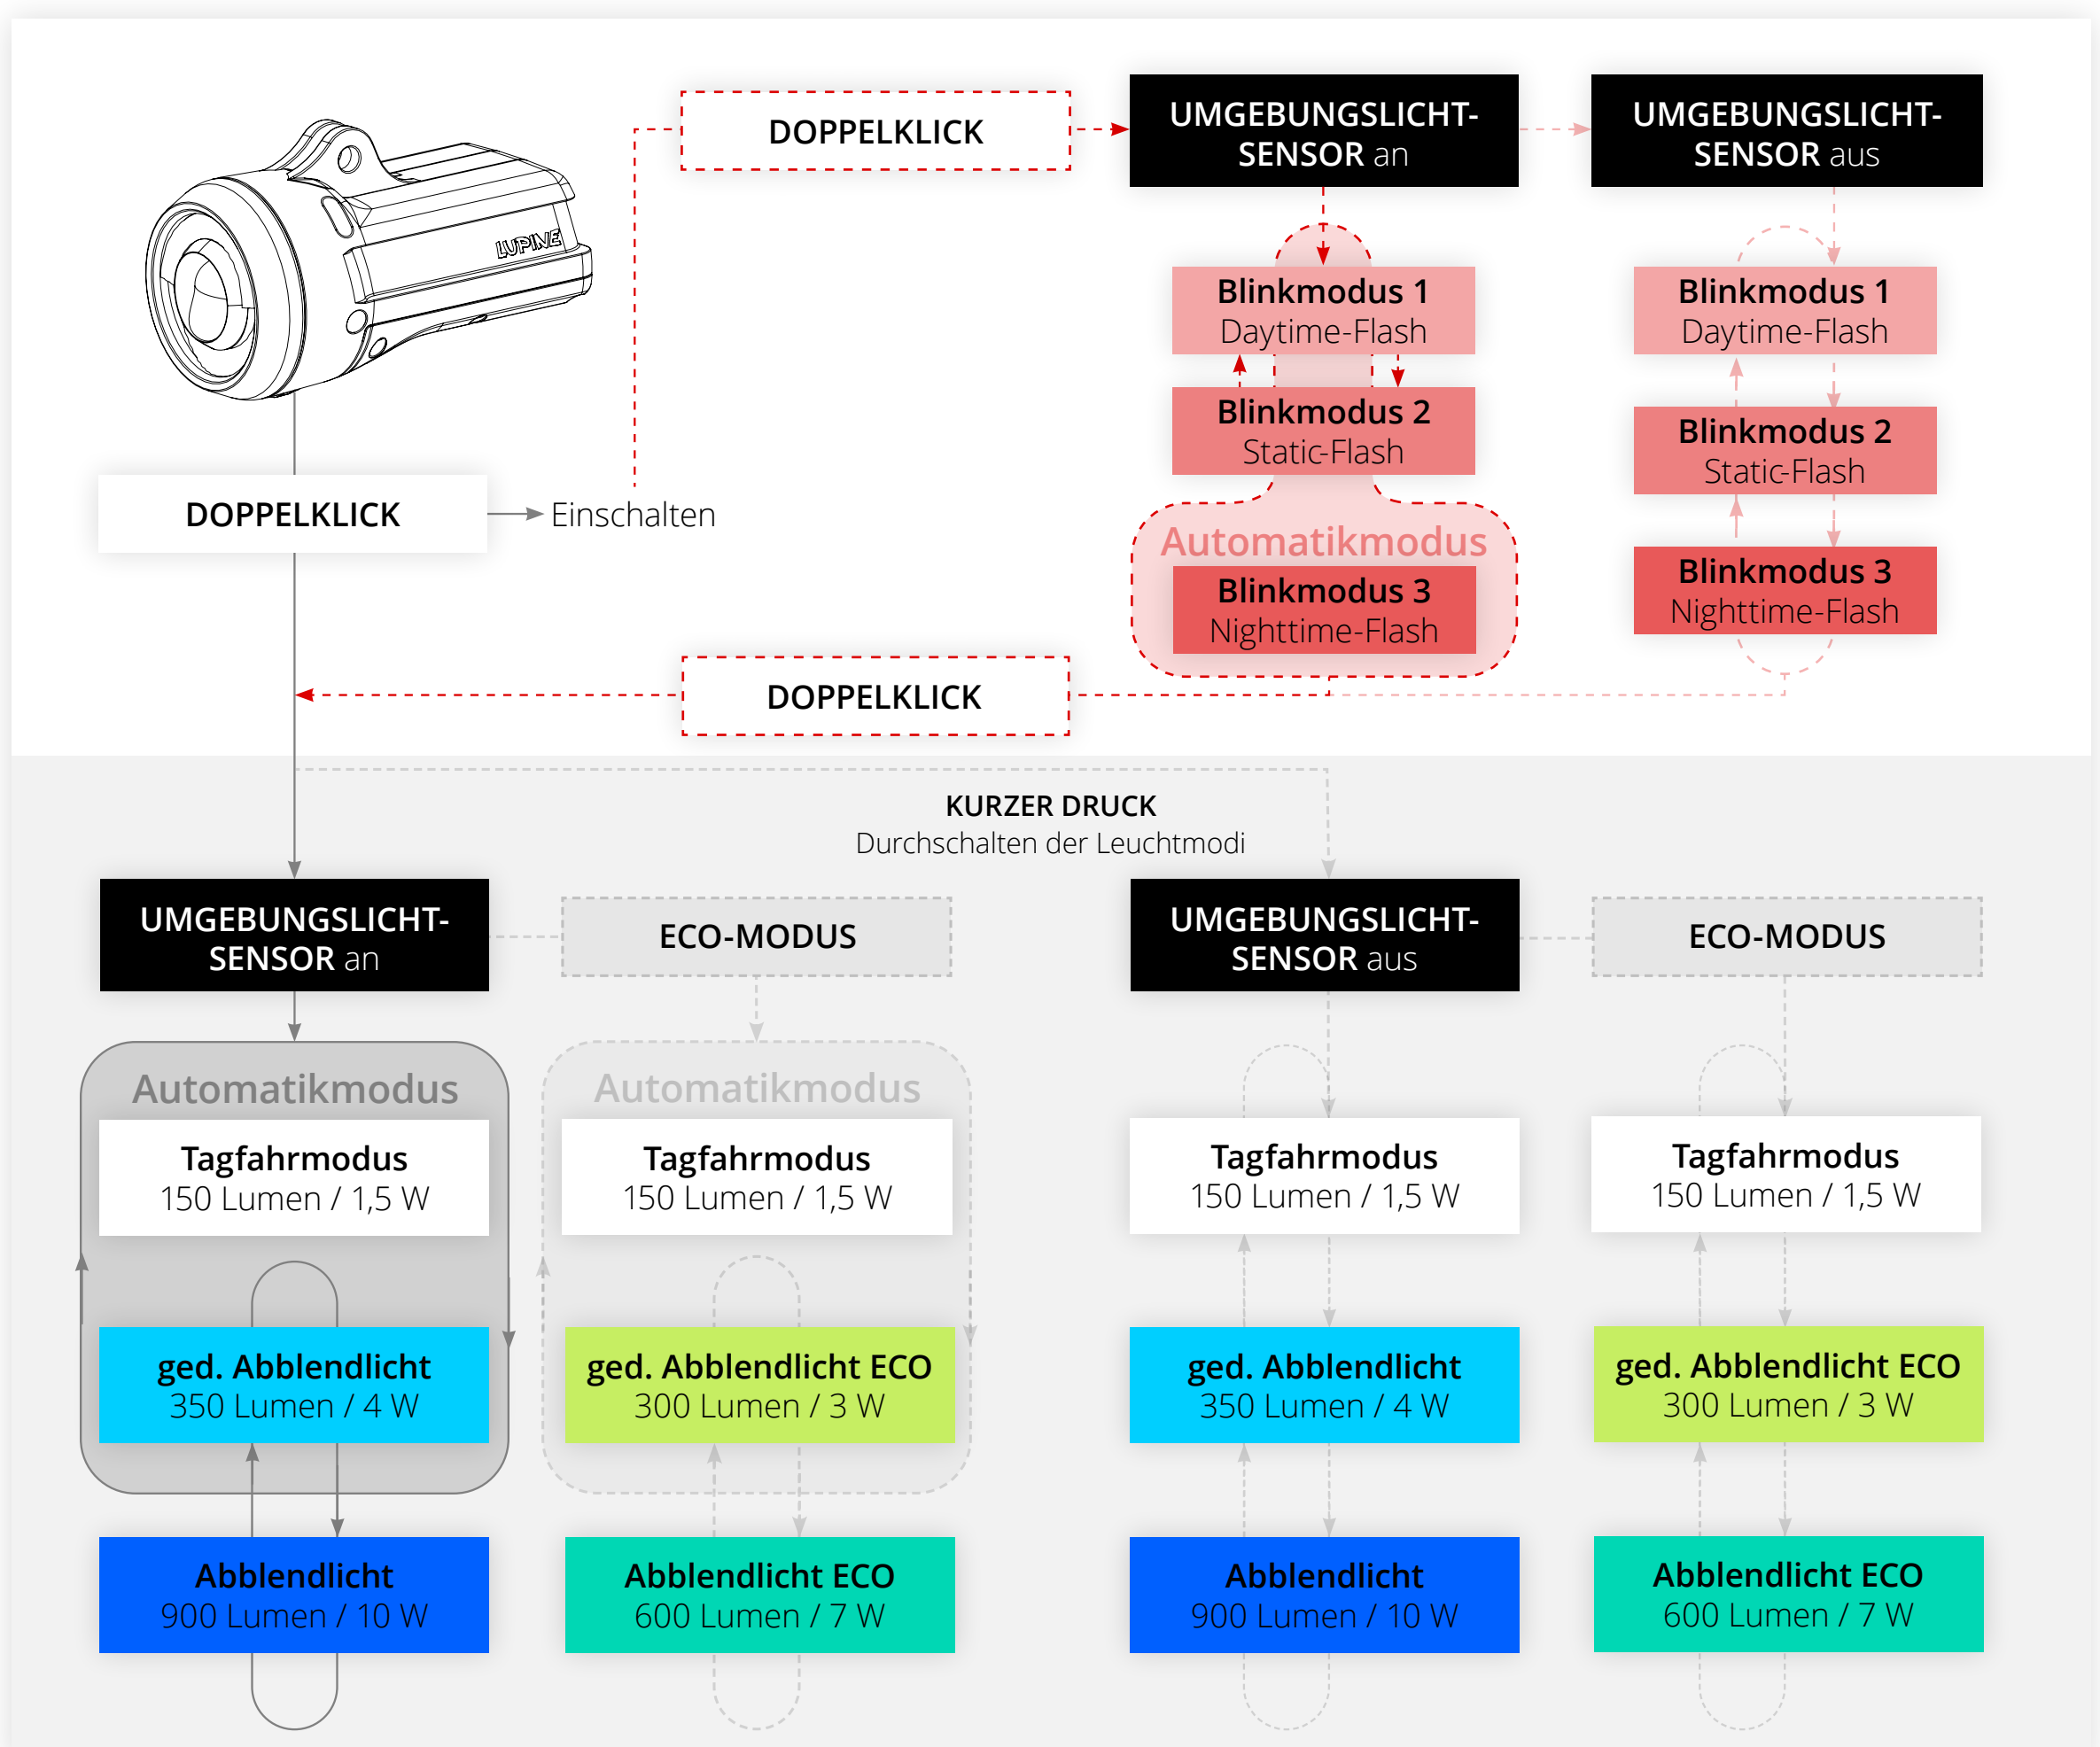 DOPPELKLICK
UMGEBUNGSLICHT-
SENSOR an
UMGEBUNGSLICHT-
SENSOR aus
LUPINE
Blinkmodus 1
Daytime-Flash
Blinkmodus 2
Static-Flash
Automatikmodus
Blinkmodus 3
Nighttime-Flash
Blinkmodus 1
Daytime-Flash
Blinkmodus 2
Static-Flash
Blinkmodus 3
Nighttime-Flash
DOPPELKLICK
Einschalten
DOPPELKLICK
KURZER DRUCK
Durchschalten der Leuchtmodi
UMGEBUNGSLICHT-
SENSOR an
ECO-MODUS
UMGEBUNGSLICHT-
SENSOR aus
ECO-MODUS
Automatikmodus
Tagfahrmodus
150 Lumen / 1,5 W
ged. Abblendlicht
350 Lumen / 4 W
Abblendlicht
900 Lumen / 10 W
Automatikmodus
Tagfahrmodus
150 Lumen / 1,5 W
ged. Abblendlicht ECO
300 Lumen / 3 W
Abblendlicht ECO
600 Lumen / 7 W
Tagfahrmodus
150 Lumen / 1,5 W
ged. Abblendlicht
350 Lumen / 4 W
Abblendlicht
900 Lumen / 10 W
Tagfahrmodus
150 Lumen / 1,5 W
ged. Abblendlicht ECO
300 Lumen / 3 W
Abblendlicht ECO
600 Lumen / 7 W